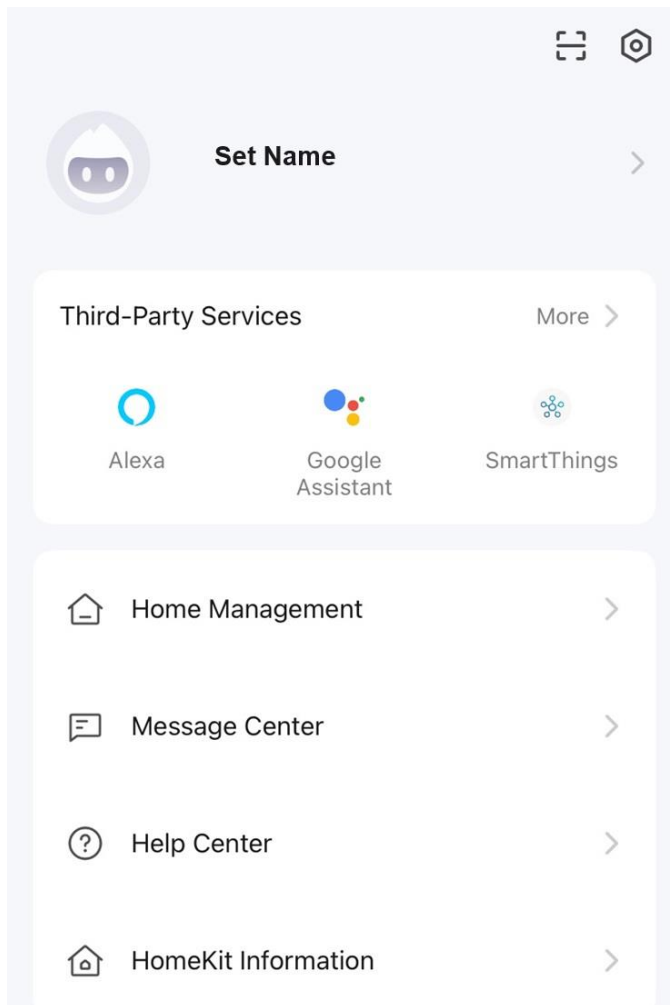 Set Name
Third-Party Services
More
Alexa
Google
Assistant
SmartThings
Home Management
Message Center
Help Center
HomeKit Information